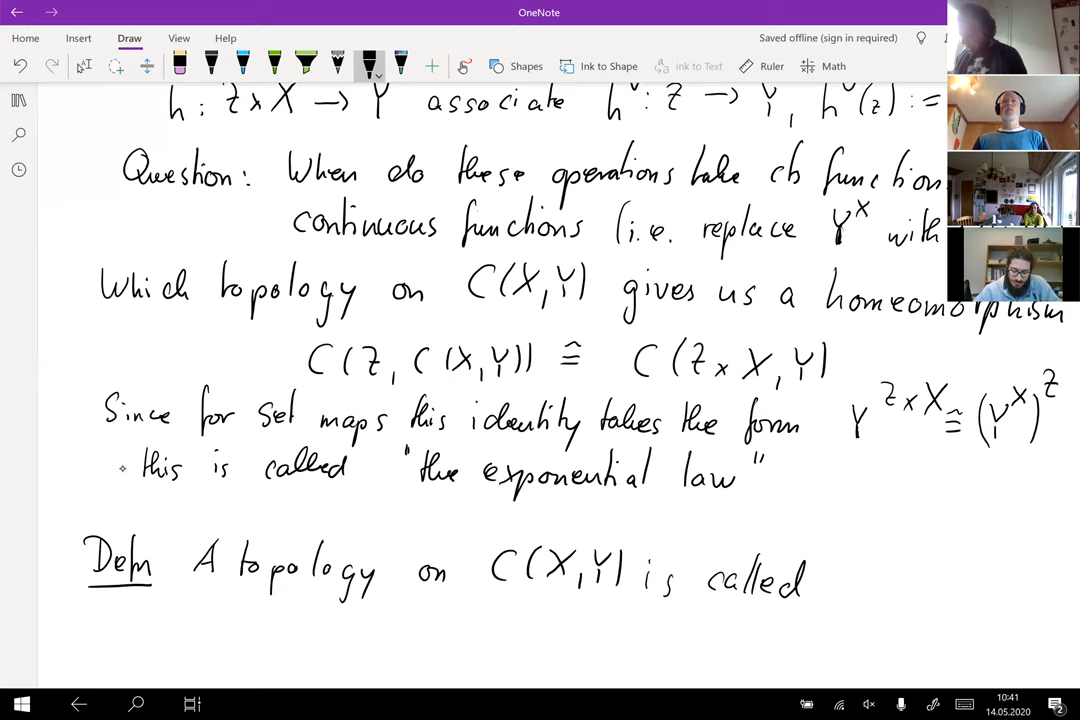 OneNote
Home Insert Draw View Help Saved offline (sign in required)
Shapes Ink to Shape Ink to Text Ruler Math
h : Z × X → Y associate h^v : Z → Y, h^v(z) :=
Question: When do these operations take cts function
continuous functions (i.e. replace Y^X with
Which topology on C(X,Y) gives us a homeomorphism
C(Z, C(X,Y)) ≅ C(Z × X, Y)
Since for set maps this identity takes the form Y^{Z×X} ≅ (Y^X)^Z
this is called "the exponential law"
Defn A topology on C(X,Y) is called
10:41
14.05.2020
2